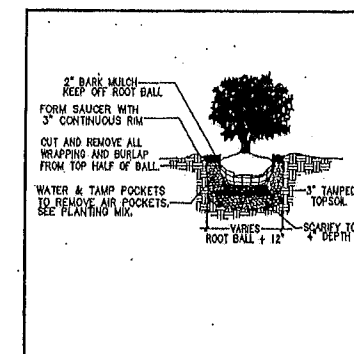 2" BARK MULCH
KEEP OFF ROOT BALL
FORM SAUCER WITH
3" CONTINUOUS RIM
CUT AND REMOVE ALL
WRAPPING AND BURLAP
FROM TOP HALF OF BALL.
WATER & TAMP POCKETS
TO REMOVE AIR POCKETS,
SEE PLANTING MIX.
3" TAMPED
TOPSOIL
VARIES
ROOT BALL + 12"
SCARIFY TO
4" DEPTH